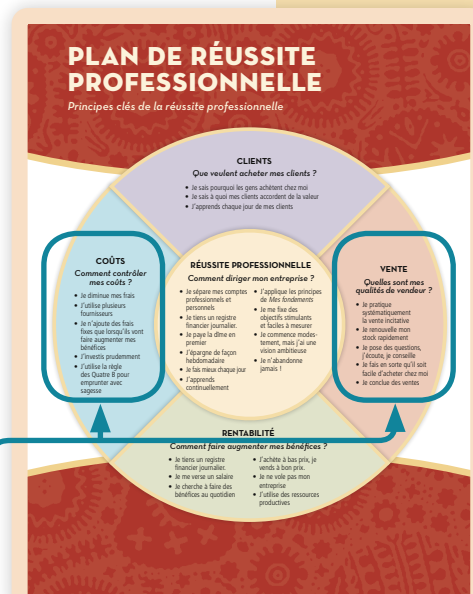 PLAN DE RÉUSSITE
PROFESSIONNELLE
Principes clés de la réussite professionnelle
CLIENTS
Que veulent acheter mes clients ?
• Je sais pourquoi les gens achètent chez moi
• Je sais à quoi mes clients accordent de la valeur
• J'apprends chaque jour de mes clients
COÛTS
Comment contrôler
mes coûts ?
• Je diminue mes frais
• J'utilise plusieurs
fournisseurs
• Je n'ajoute des frais
fixes que lorsqu'ils vont
faire augmenter mes
bénéfices
• J'investis prudemment
• J'utilise la règle
des Quatre B pour
emprunter avec
sagesse
RÉUSSITE PROFESSIONNELLE
Comment diriger mon entreprise ?
• Je sépare mes comptes
professionnels et
personnels
• Je tiens un registre
financier journalier.
• Je paye la dîme en
premier
• J'épargne de façon
hebdomadaire
• Je fais mieux chaque jour
• J'apprends
continuellement
• J'applique les principes
de Mes fondements
• Je me fixe des
objectifs stimulants
et faciles à mesurer
• Je commence modes-
tement, mais j'ai une
vision ambitieuse
• Je n'abandonne
jamais !
VENTE
Quelles sont mes
qualités de vendeur ?
• Je pratique
systématiquement
la vente incitative
• Je renouvelle mon
stock rapidement
• Je pose des questions,
j'écoute, je conseille
• Je fais en sorte qu'il soit
facile d'acheter chez moi
• Je conclue des ventes
RENTABILITÉ
Comment faire augmenter mes bénéfices ?
• Je tiens un registre
financier journalier.
• Je me verse un salaire
• Je cherche à faire des
bénéfices au quotidien
• J'achète à bas prix, je
vends à bon prix.
• Je ne vole pas mon
entreprise
• J'utilise des ressources
productives